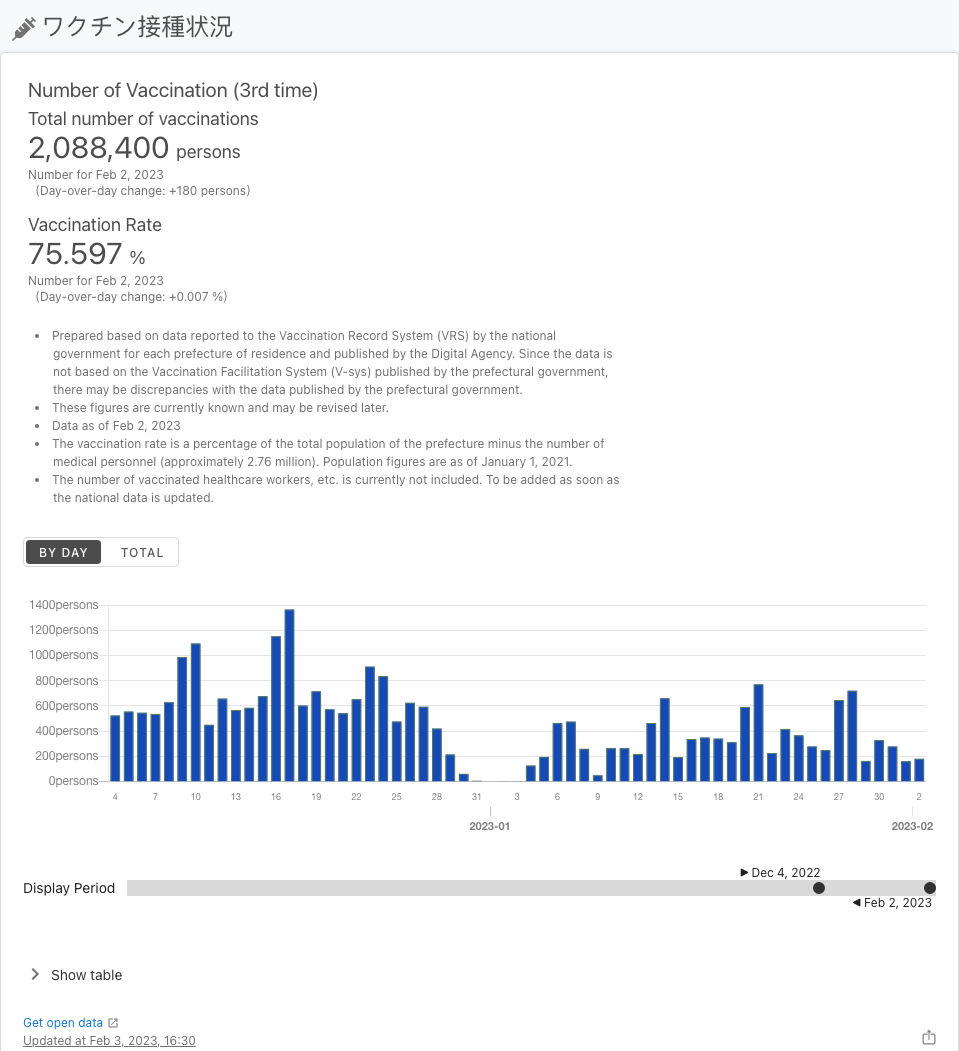 ワクチン接種状況
Number of Vaccination (3rd time)
Total number of vaccinations
2,088,400 persons
Number for Feb 2, 2023
(Day-over-day change: +180 persons)
Vaccination Rate
75.597 %
Number for Feb 2, 2023
(Day-over-day change: +0.007 %)
• Prepared based on data reported to the Vaccination Record System (VRS) by the national
government for each prefecture of residence and published by the Digital Agency. Since the data is
not based on the Vaccination Facilitation System (V-sys) published by the prefectural government,
there may be discrepancies with the data published by the prefectural government.
• These figures are currently known and may be revised later.
• Data as of Feb 2, 2023
• The vaccination rate is a percentage of the total population of the prefecture minus the number of
medical personnel (approximately 2.76 million). Population figures are as of January 1, 2021.
• The number of vaccinated healthcare workers, etc. is currently not included. To be added as soon as
the national data is updated.
BY DAY TOTAL
1400persons
1200persons
1000persons
800persons
600persons
400persons
200persons
0persons
4 7 10 13 16 19 22 25 28 31 3 6 9 12 15 18 21 24 27 30 2
2023-01 2023-02
Dec 4, 2022
Display Period
Feb 2, 2023
Show table
Get open data
Updated at Feb 3, 2023, 16:30